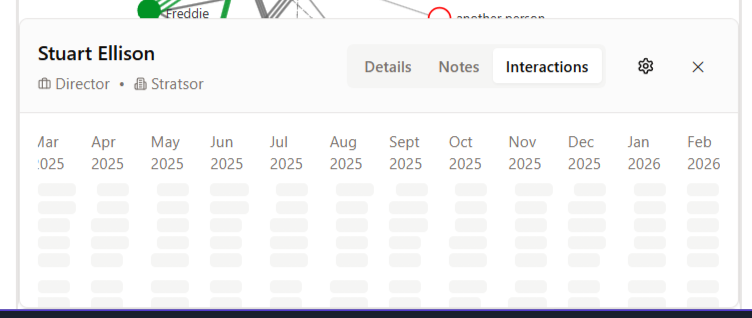 Freddie
another person
Stuart Ellison
Director • Stratsor
Details Notes Interactions
Mar Apr May Jun Jul Aug Sept Oct Nov Dec Jan Feb
2025 2025 2025 2025 2025 2025 2025 2025 2025 2025 2026 2026